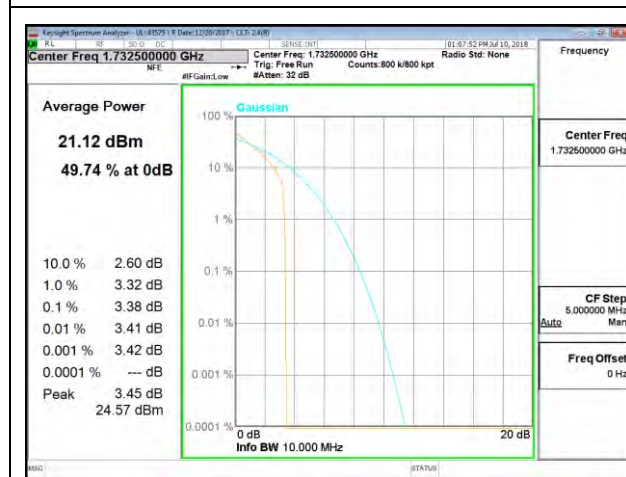 Keysight Spectrum Analyzer - UL: 43575 \ R Date: 12/20/2017 \ CLT: 2.4(B)
RL RF 50 Ω DC SENSE:INT 01:07:52 PM Jul 10, 2018
Center Freq 1.732500000 GHz Center Freq: 1.732500000 GHz Radio Std: None
NFE Trig: Free Run Counts:800 k/800 kpt
#IFGain:Low #Atten: 32 dB
Frequency
Average Power
21.12 dBm
49.74 % at 0dB
10.0 % 2.60 dB
1.0 % 3.32 dB
0.1 % 3.38 dB
0.01 % 3.41 dB
0.001 % 3.42 dB
0.0001 % --- dB
Peak 3.45 dB
24.57 dBm
Gaussian
100 %
10 %
1 %
0.1 %
0.01 %
0.001 %
0.0001 %
0 dB 20 dB
Info BW 10.000 MHz
Center Freq
1.732500000 GHz
CF Step
5.000000 MHz
Auto Man
Freq Offset
0 Hz
MSG STATUS